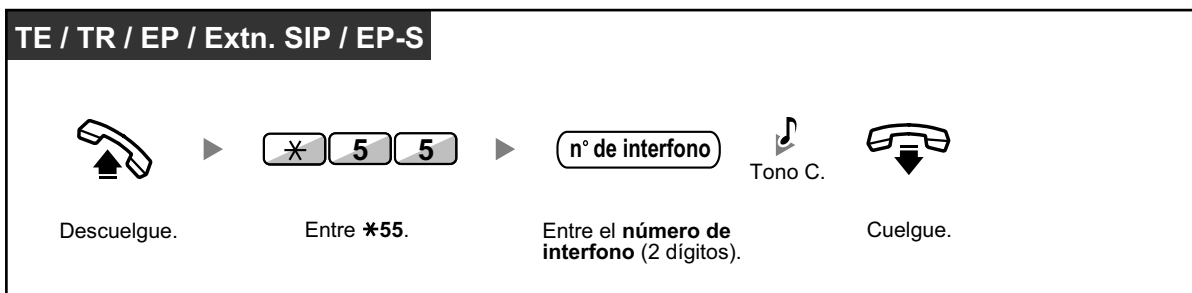 TE / TR / EP / Extn. SIP / EP-S
✳ 5 5
n° de interfono
Tono C.
Descuelgue.
Entre ✳55.
Entre el número de
interfono (2 dígitos).
Cuelgue.